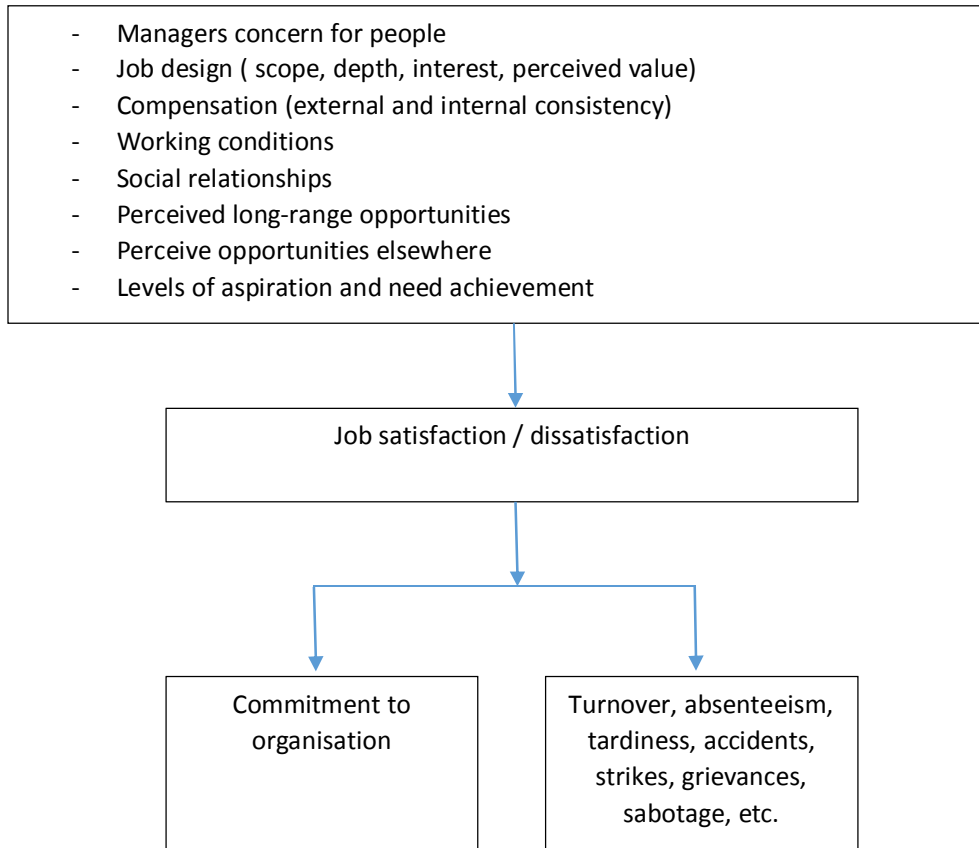 - Managers concern for people
- Job design ( scope, depth, interest, perceived value)
- Compensation (external and internal consistency)
- Working conditions
- Social relationships
- Perceived long-range opportunities
- Perceive opportunities elsewhere
- Levels of aspiration and need achievement
Job satisfaction / dissatisfaction
Commitment to
organisation
Turnover, absenteeism,
tardiness, accidents,
strikes, grievances,
sabotage, etc.